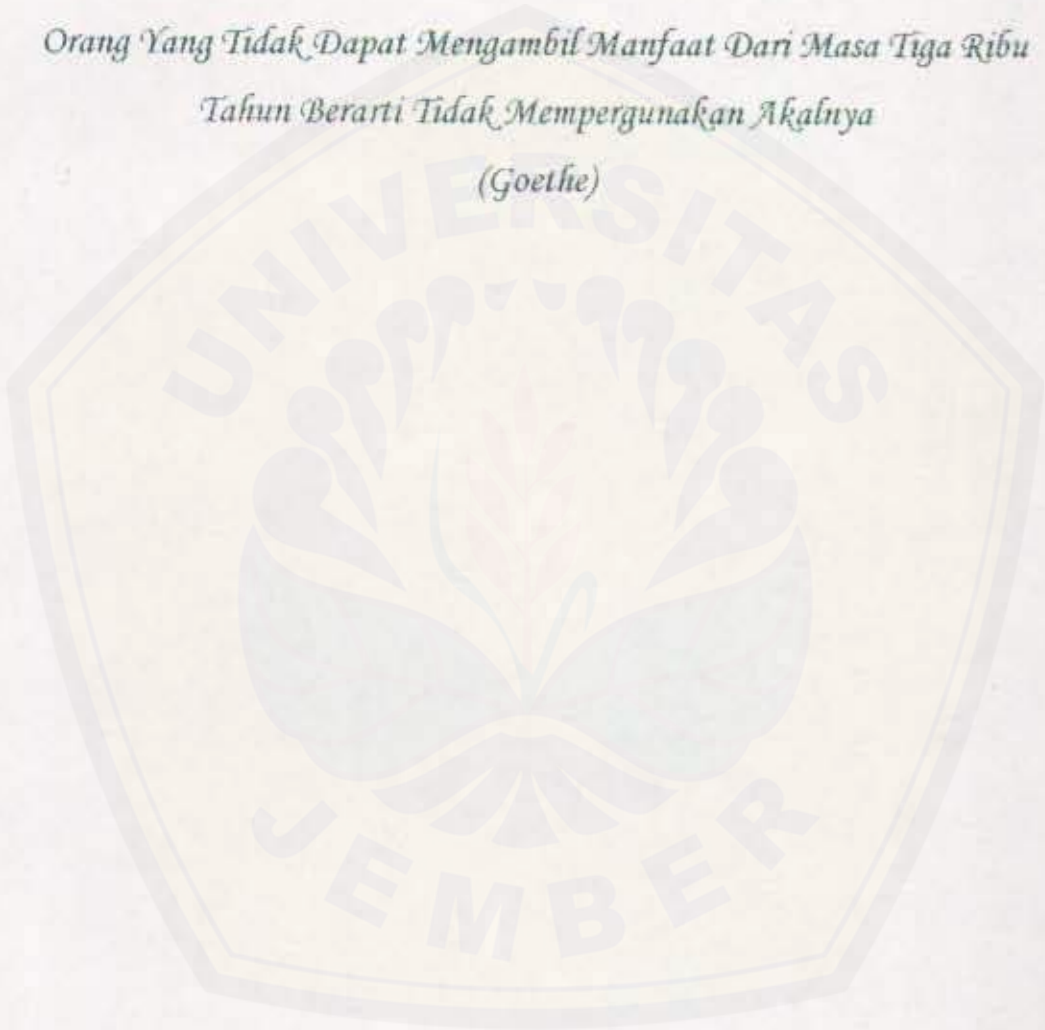 Orang Yang Tidak Dapat Mengambil Manfaat Dari Masa Tiga Ribu
Tahun Berarti Tidak Mempergunakan Akalnya
(Goethe)
UNIVERSITAS
JEMBER